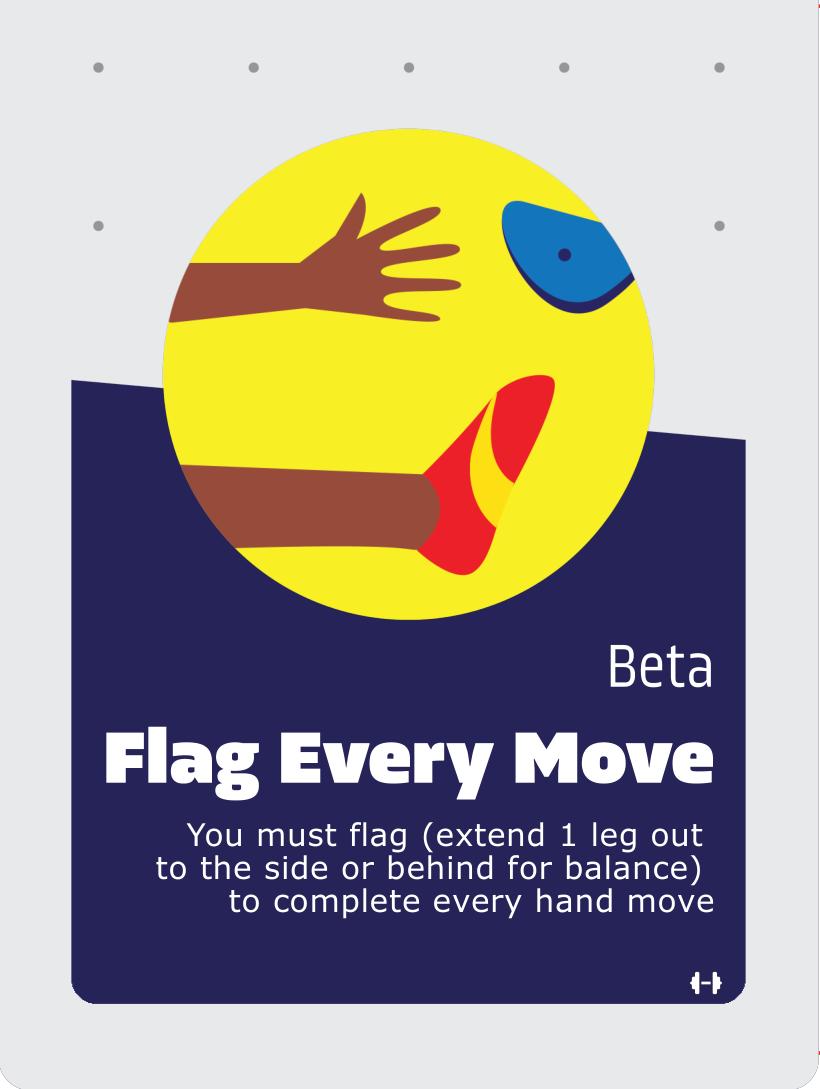 Beta
Flag Every Move
You must flag (extend 1 leg out
to the side or behind for balance)
to complete every hand move